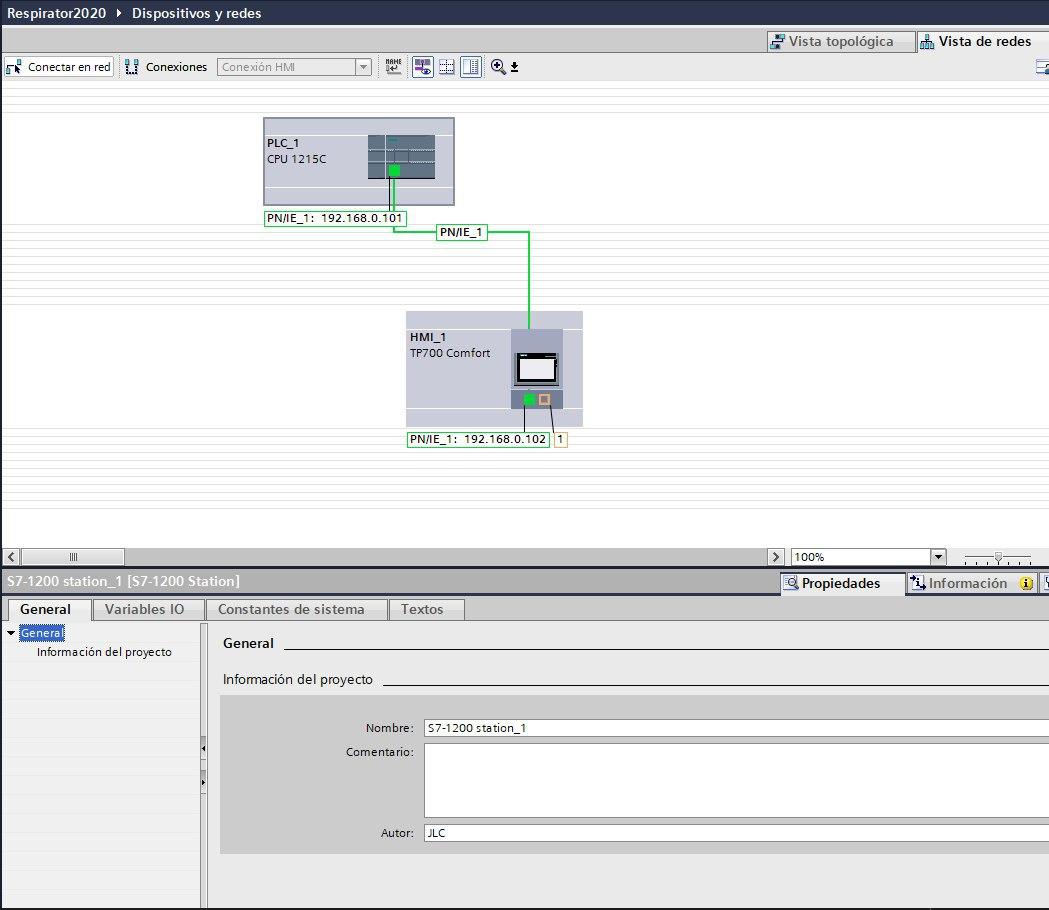 Respirator2020 Dispositivos y redes
Vista topológica Vista de redes
Conectar en red Conexiones Conexión HMI NAME
PLC_1
CPU 1215C
PN/IE_1: 192.168.0.101
PN/IE_1
HMI_1
TP700 Comfort
PN/IE_1: 192.168.0.102 1
100%
S7-1200 station_1 [S7-1200 Station] Propiedades Información
General Variables IO Constantes de sistema Textos
General
Información del proyecto
General
Información del proyecto
Nombre: S7-1200 station_1
Comentario:
Autor: JLC